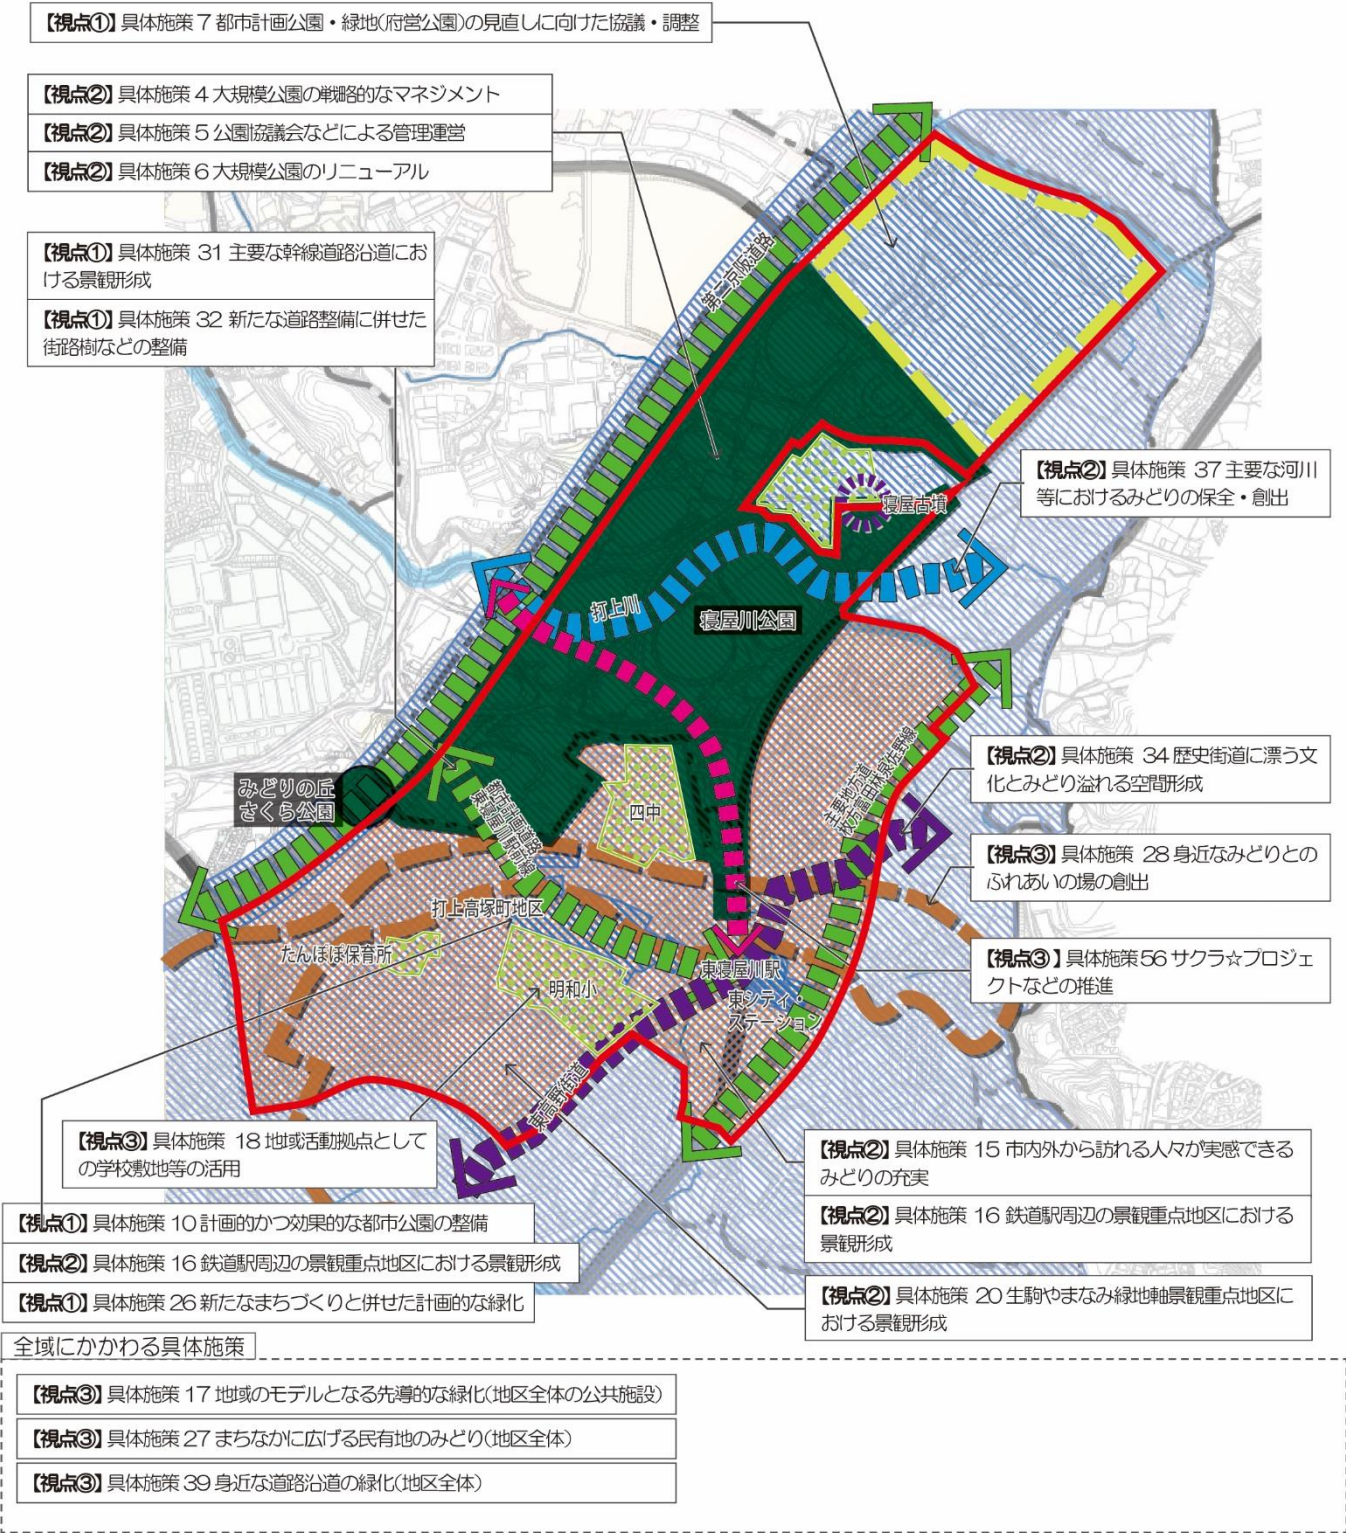 【視点①】具体施策 7 都市計画公園・緑地(府営公園)の見直しに向けた協議・調整
【視点②】具体施策 4 大規模公園の戦略的なマネジメント
【視点②】具体施策 5 公園協議会などによる管理運営
【視点②】具体施策 6 大規模公園のリニューアル
【視点①】具体施策 31 主要な幹線道路沿道にお
ける景観形成
【視点①】具体施策 32 新たな道路整備に併せた
街路樹などの整備
第二京阪道路
【視点②】具体施策 37 主要な河川
等におけるみどりの保全・創出
寝屋古墳
打上川
寝屋川公園
主要地方道
枚方富田林泉佐野線
【視点②】具体施策 34 歴史街道に漂う文
化とみどり溢れる空間形成
みどりの丘
さくら公園
都市計画道路
東寝屋川駅前線
四中
【視点③】具体施策 28 身近なみどりとの
ふれあいの場の創出
打上高塚町地区
たんぽぽ保育所
明和小
東寝屋川駅
東シティ・
ステーション
【視点③】具体施策56 サクラ☆プロジェ
クトなどの推進
東高野街道
【視点③】具体施策 18 地域活動拠点として
の学校敷地等の活用
【視点②】具体施策 15 市内外から訪れる人々が実感できる
みどりの充実
【視点②】具体施策 16 鉄道駅周辺の景観重点地区における
景観形成
【視点①】具体施策 10 計画的かつ効果的な都市公園の整備
【視点②】具体施策 16 鉄道駅周辺の景観重点地区における景観形成
【視点①】具体施策 26 新たなまちづくりと併せた計画的な緑化
【視点②】具体施策 20 生駒やまなみ緑地軸景観重点地区に
おける景観形成
全域にかかわる具体施策
【視点③】具体施策 17 地域のモデルとなる先導的な緑化(地区全体の公共施設)
【視点③】具体施策 27 まちなかに広げる民有地のみどり(地区全体)
【視点③】具体施策 39 身近な道路沿道の緑化(地区全体)